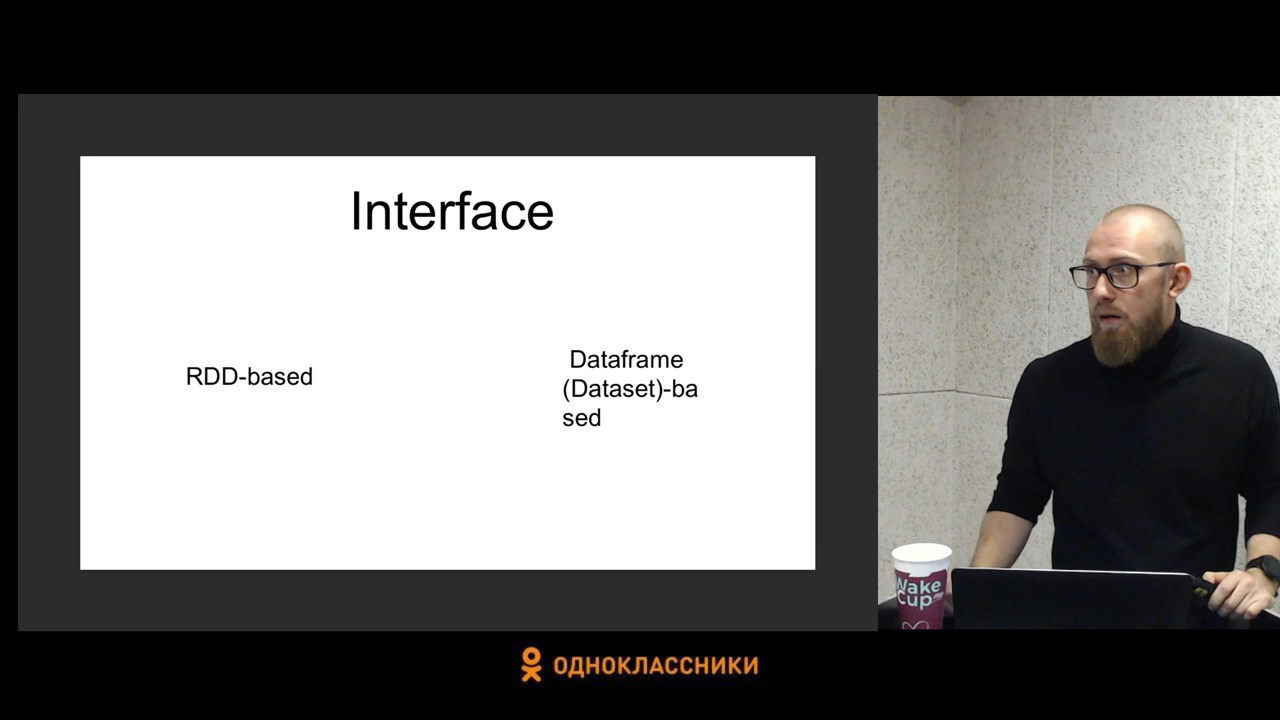 Interface
RDD-based
Dataframe
(Dataset)-ba
sed
Wake
Cup
ОДНОКЛАССНИКИ